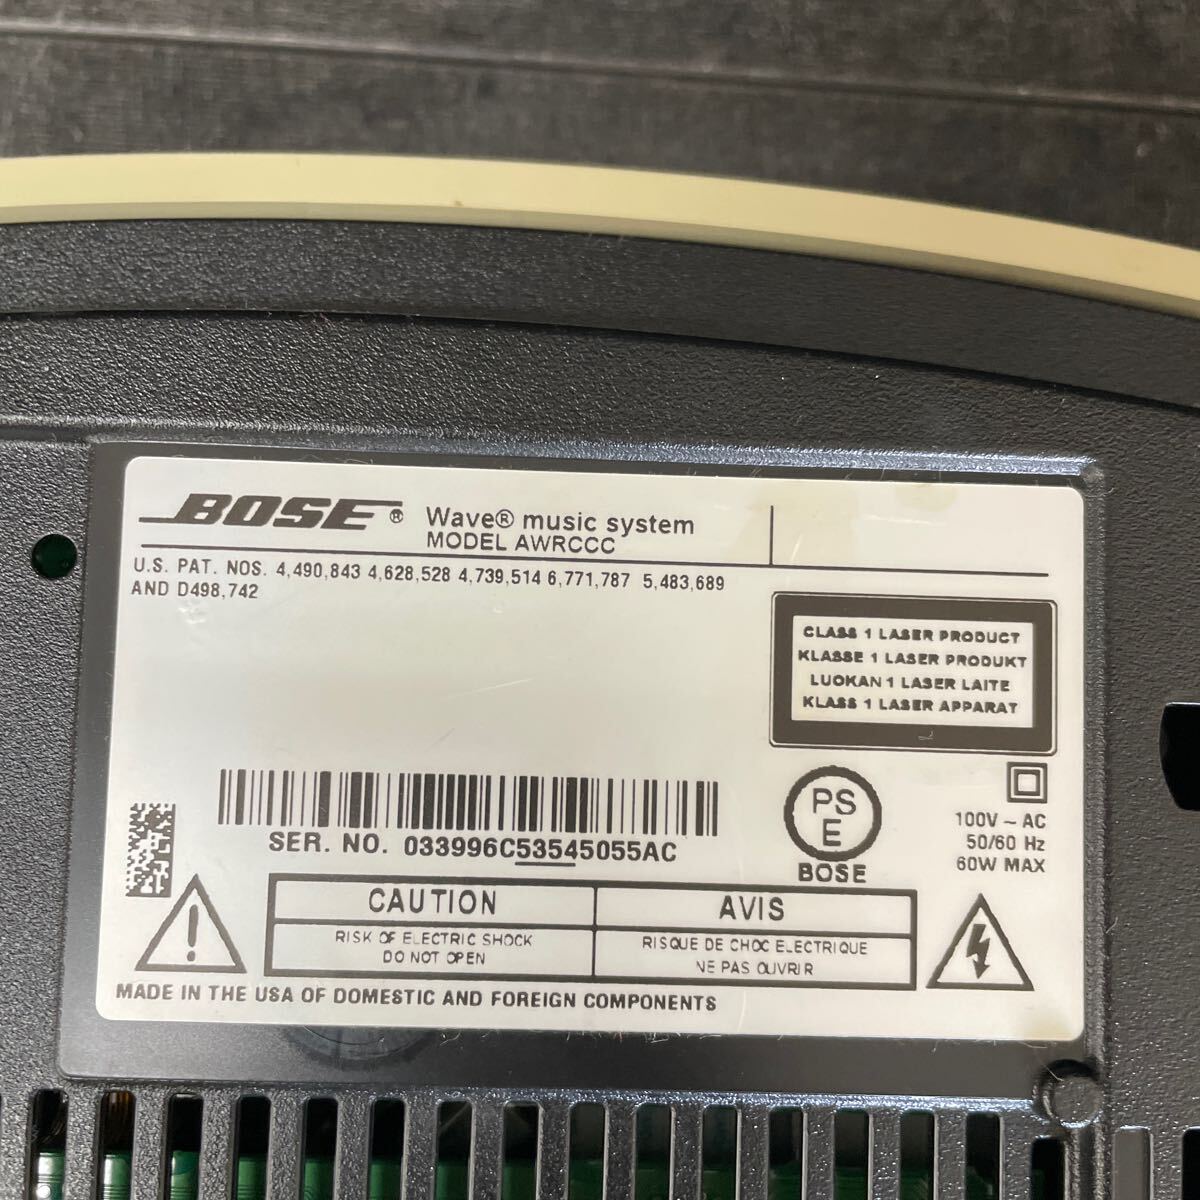 BOSE ® Wave® music system
MODEL AWRCCC
U.S. PAT. NOS. 4,490,843 4,628,528 4,739,514 6,771,787 5,483,689
AND D498,742
CLASS 1 LASER PRODUCT
KLASSE 1 LASER PRODUKT
LUOKAN 1 LASER LAITE
KLASS 1 LASER APPARAT
SER. NO. 033996C53545055AC
PS
E
BOSE
100V ~ AC
50/60 Hz
60W MAX
CAUTION
RISK OF ELECTRIC SHOCK
DO NOT OPEN
AVIS
RISQUE DE CHOC ELECTRIQUE
NE PAS OUVRIR
MADE IN THE USA OF DOMESTIC AND FOREIGN COMPONENTS